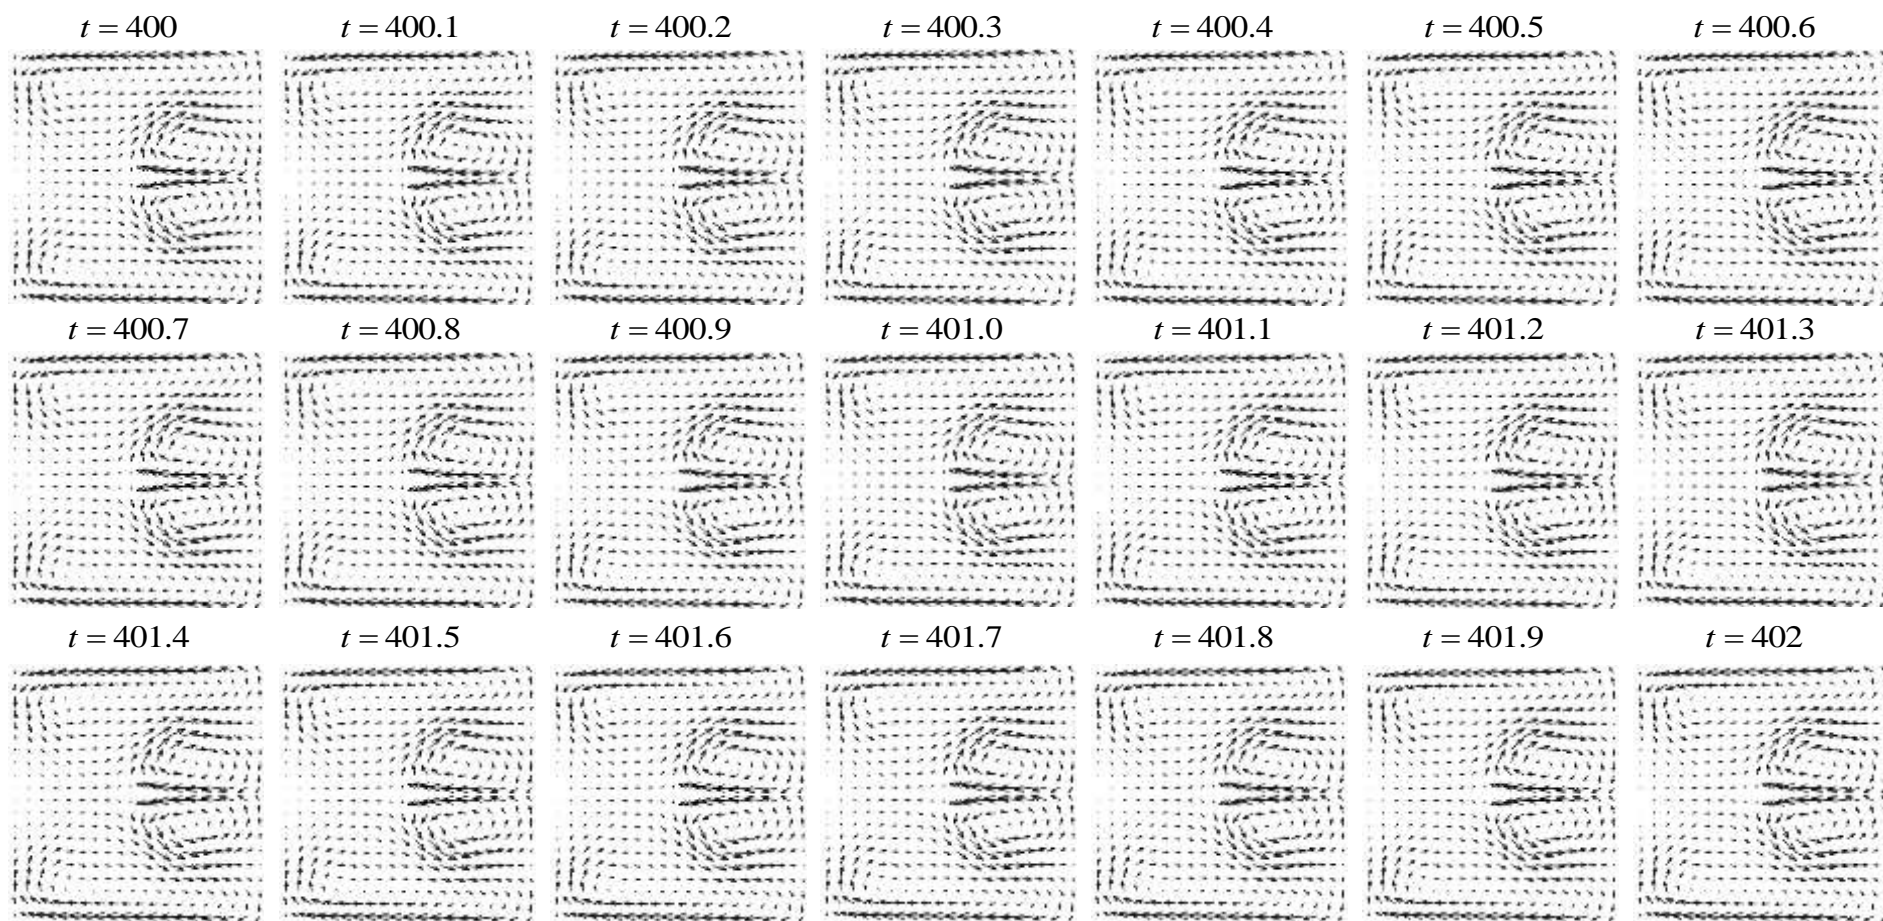 t = 400 t = 400.1 t = 400.2 t = 400.3 t = 400.4 t = 400.5 t = 400.6
t = 400.7 t = 400.8 t = 400.9 t = 401.0 t = 401.1 t = 401.2 t = 401.3
t = 401.4 t = 401.5 t = 401.6 t = 401.7 t = 401.8 t = 401.9 t = 402